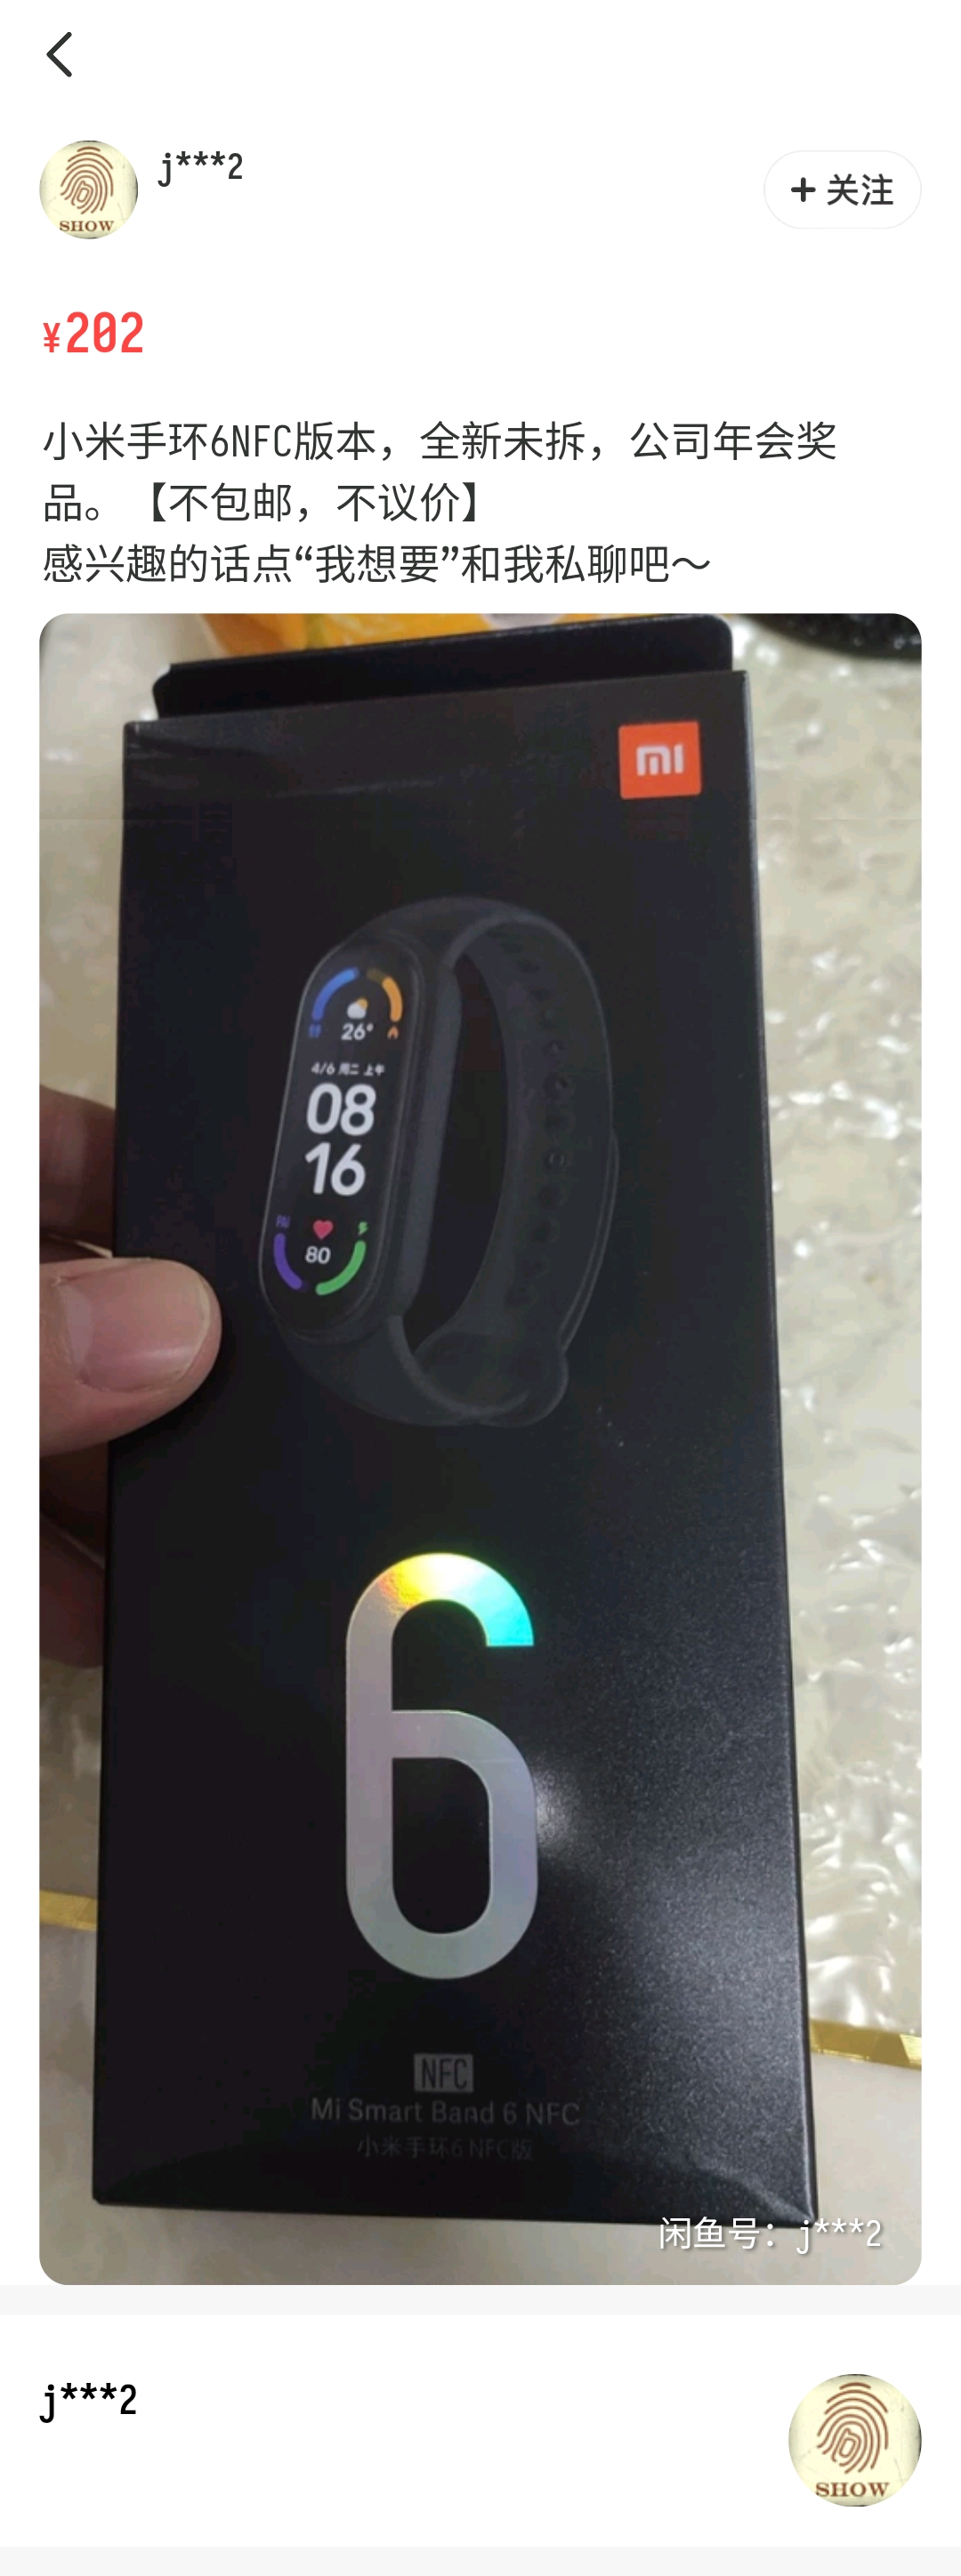 j***2
SHOW
+ 关注
¥202
小米手环6NFC版本，全新未拆，公司年会奖
品。【不包邮，不议价】
感兴趣的话点“我想要”和我私聊吧～
mi
26°
4/6 周二 上午
08
16
PAI
80
6
NFC
Mi Smart Band 6 NFC
小米手环6 NFC版
闲鱼号：j***2
j***2
SHOW